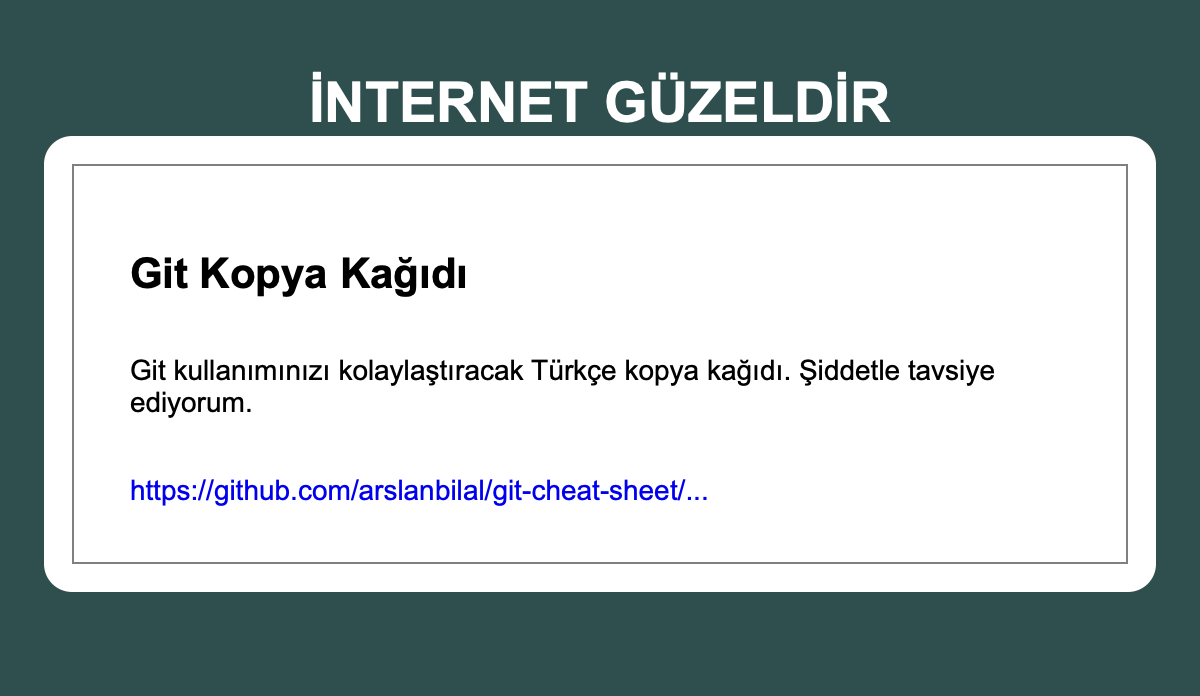 İNTERNET GÜZELDİR
Git Kopya Kağıdı
Git kullanımınızı kolaylaştıracak Türkçe kopya kağıdı. Şiddetle tavsiye
ediyorum.
https://github.com/arslanbilal/git-cheat-sheet/...